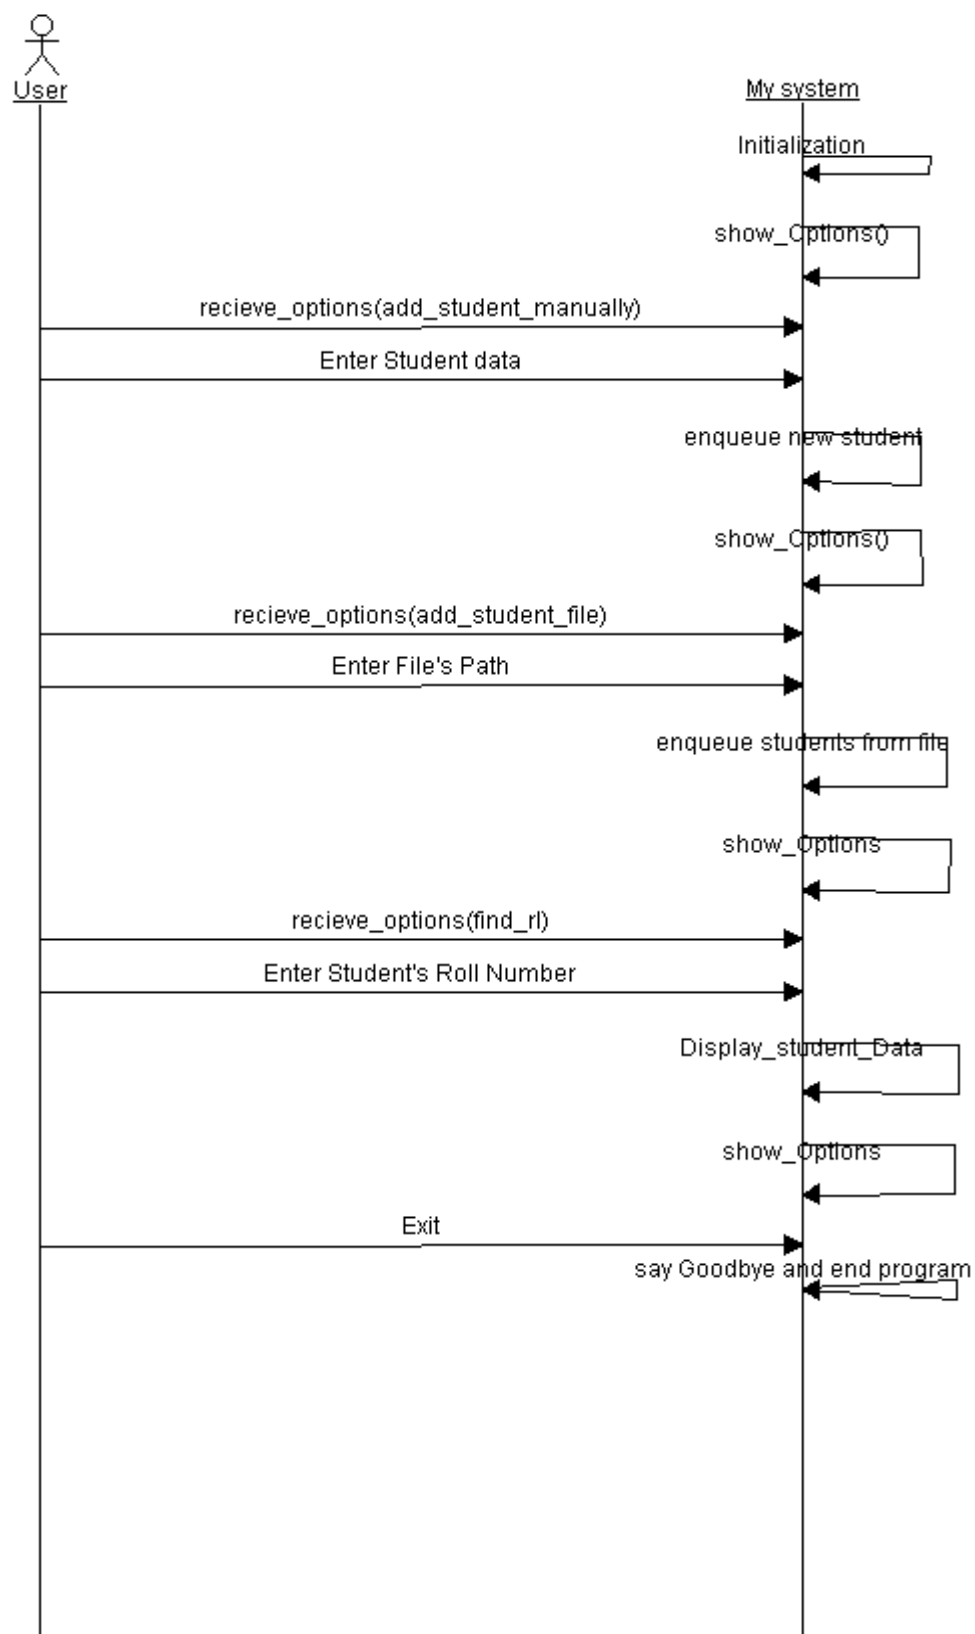 User
My system
Initialization
show_Options()
recieve_options(add_student_manually)
Enter Student data
enqueue new student
show_Options()
recieve_options(add_student_file)
Enter File's Path
enqueue students from file
show_Options
recieve_options(find_rl)
Enter Student's Roll Number
Display_student_Data
show_Options
Exit
say Goodbye and end program